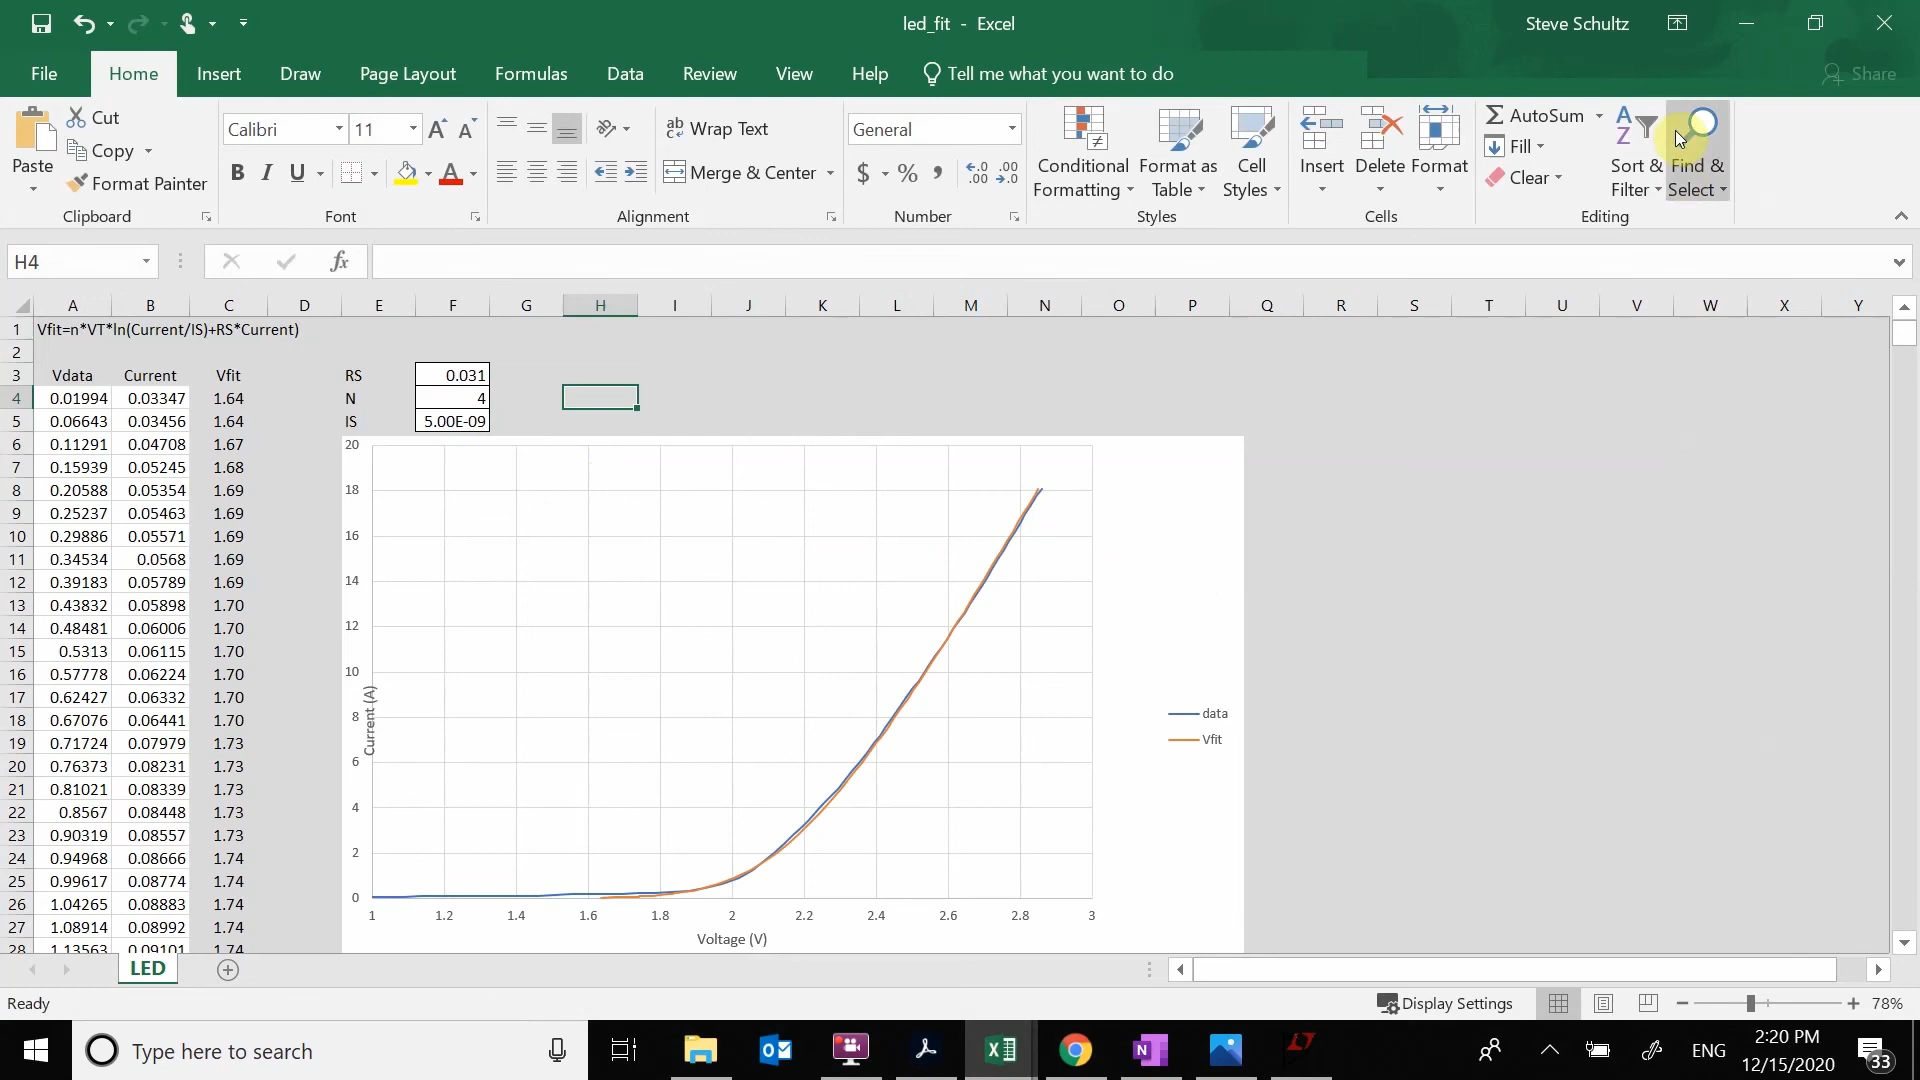 led_fit - Excel
Steve Schultz
File Home Insert Draw Page Layout Formulas Data Review View Help Tell me what you want to do Share
Paste
Cut
Copy
Format Painter
Clipboard
Calibri 11 A A
B I U A
Font
ab Wrap Text
Merge & Center
Alignment
General
$ % , .0 .00 .00 .0
Number
Conditional Formatting
Format as Table
Cell Styles
Styles
Insert Delete Format
Cells
AutoSum
Fill
Clear
Sort & Filter
Find & Select
Editing
H4 fx
A B C D E F G H I J K L M N O P Q R S T U V W X Y
1 Vfit=n*VT*ln(Current/IS)+RS*Current)
2
3 Vdata Current Vfit RS 0.031
4 0.01994 0.03347 1.64 N 4
5 0.06643 0.03456 1.64 IS 5.00E-09
6 0.11291 0.04708 1.67
7 0.15939 0.05245 1.68
8 0.20588 0.05354 1.69
9 0.25237 0.05463 1.69
10 0.29886 0.05571 1.69
11 0.34534 0.0568 1.69
12 0.39183 0.05789 1.69
13 0.43832 0.05898 1.70
14 0.48481 0.06006 1.70
15 0.5313 0.06115 1.70
16 0.57778 0.06224 1.70
17 0.62427 0.06332 1.70
18 0.67076 0.06441 1.70
19 0.71724 0.07979 1.73
20 0.76373 0.08231 1.73
21 0.81021 0.08339 1.73
22 0.8567 0.08448 1.73
23 0.90319 0.08557 1.73
24 0.94968 0.08666 1.74
25 0.99617 0.08774 1.74
26 1.04265 0.08883 1.74
27 1.08914 0.08992 1.74
28 1.13563 0.09101 1.74
20
18
16
14
12
10
8
6
4
2
0
Current (A)
1 1.2 1.4 1.6 1.8 2 2.2 2.4 2.6 2.8 3
Voltage (V)
data
Vfit
LED
Ready
Display Settings
78%
Type here to search
ENG
2:20 PM
12/15/2020
33